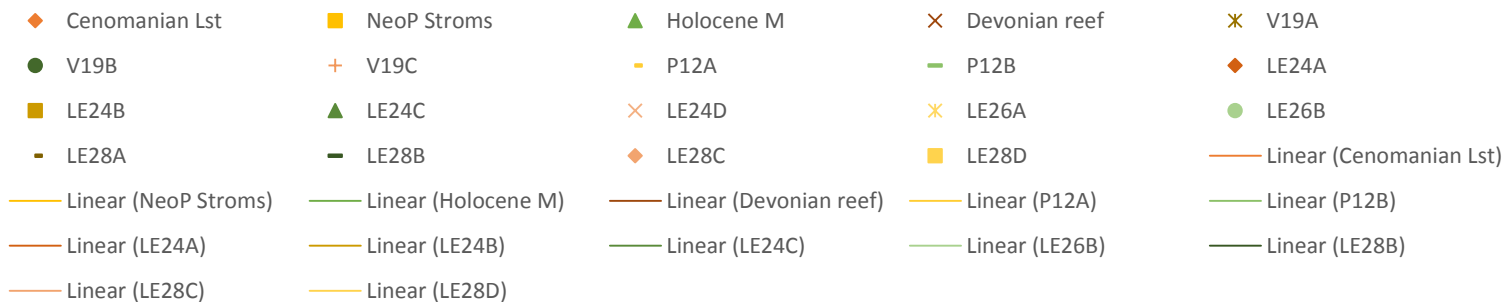 Cenomanian Lst NeoP Stroms Holocene M Devonian reef V19A
V19B V19C P12A P12B LE24A
LE24B LE24C LE24D LE26A LE26B
LE28A LE28B LE28C LE28D Linear (Cenomanian Lst)
Linear (NeoP Stroms) Linear (Holocene M) Linear (Devonian reef) Linear (P12A) Linear (P12B)
Linear (LE24A) Linear (LE24B) Linear (LE24C) Linear (LE26B) Linear (LE28B)
Linear (LE28C) Linear (LE28D)